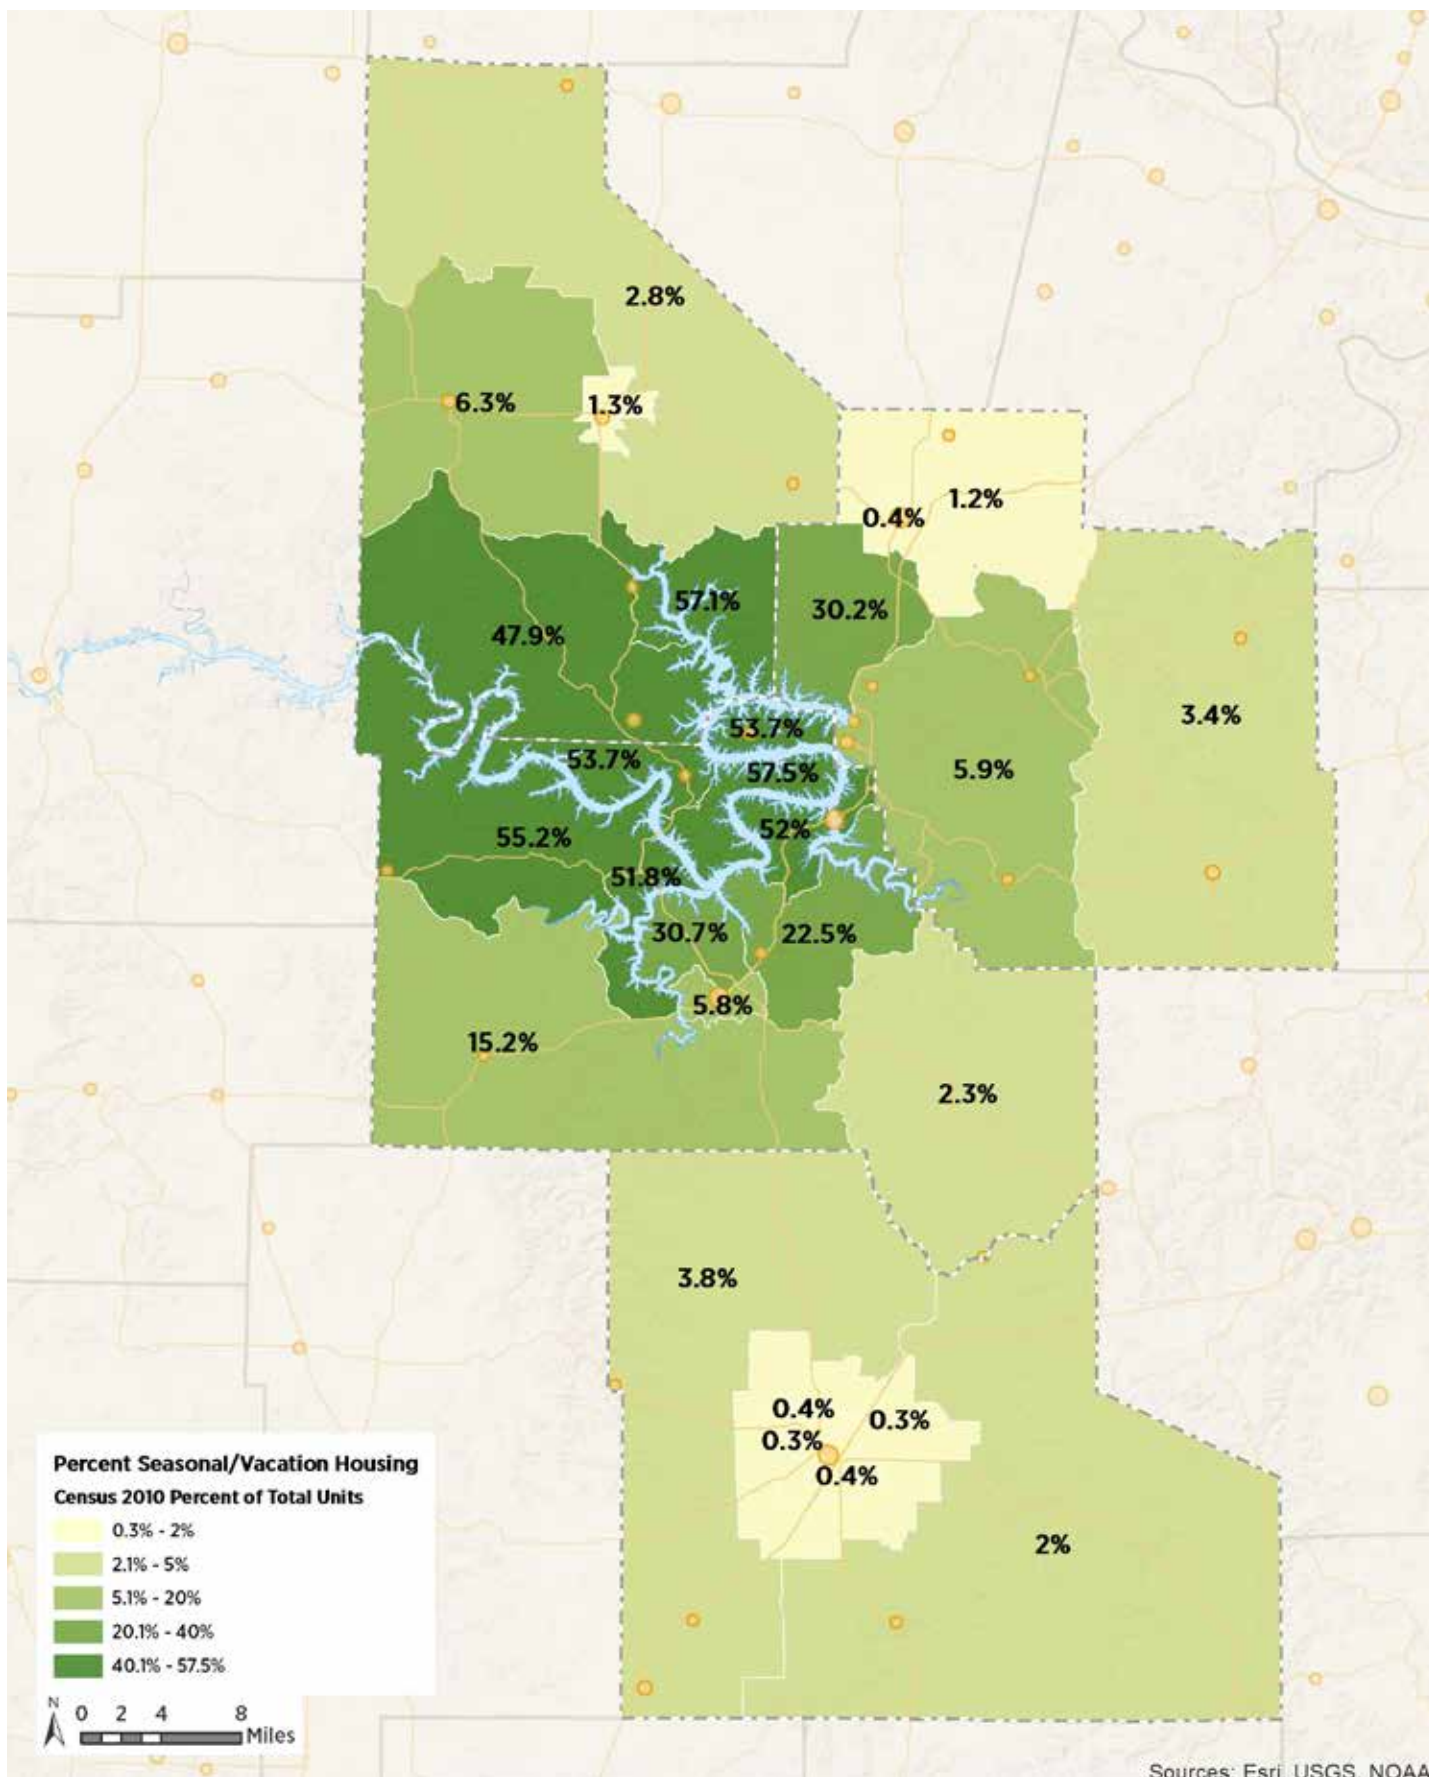 2.8%
6.3%
1.3%
1.2%
0.4%
57.1%
30.2%
47.9%
3.4%
53.7%
53.7%
57.5%
5.9%
52%
55.2%
51.8%
30.7%
22.5%
5.8%
15.2%
2.3%
3.8%
0.4%
0.3%
0.3%
0.4%
2%
Percent Seasonal/Vacation Housing
Census 2010 Percent of Total Units
0.3% - 2%
2.1% - 5%
5.1% - 20%
20.1% - 40%
40.1% - 57.5%
N
0 2 4 8
Miles
Sources: Esri, USGS, NOAA